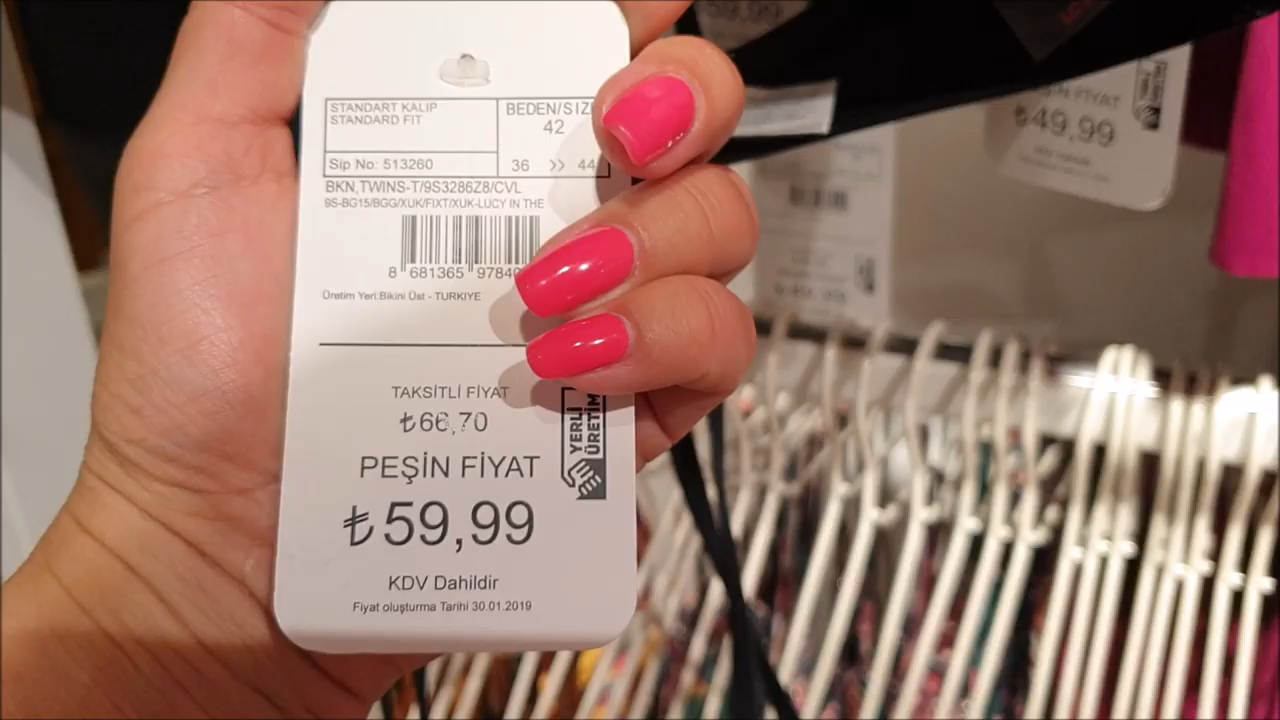 STANDART KALIP
STANDARD FIT
BEDEN/SIZ
42
Sip No: 513260
36 >> 44
BKN,TWINS-T/9S3286Z8/CVL
9S-BG15/BGG/XUK/FIXT/XUK-LUCY IN THE
8 681365 9784
Üretim Yeri:Bikini Üst - TURKIYE
TAKSİTLİ FİYAT
₺66,70
YERLİ
ÜRETİM
PEŞİN FİYAT
₺59,99
KDV Dahildir
Fiyat oluşturma Tarihi 30.01.2019
59,99
PEŞİN FİYAT
₺49,99